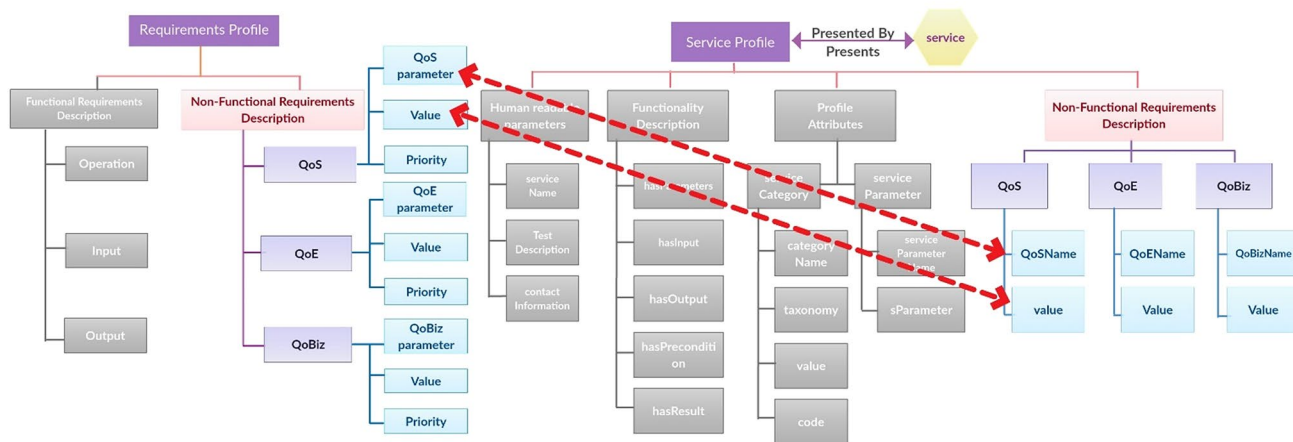 Requirements Profile
Functional Requirements
Description
Operation
Input
Output
Non-Functional Requirements
Description
QoS
QoS
parameter
Value
Priority
QoE
QoE
parameter
Value
Priority
QoBiz
QoBiz
parameter
Value
Priority
Service Profile
Presented By
Presents
service
Human
parameters
service
Name
Test
Description
contact
Information
Functionality
Description
hasInput
hasOutput
hasPreconditi
on
hasResult
Profile
Attributes
service
Category
category
Name
taxonomy
value
code
service
Parameter
service
Parameter
sParameter
Non-Functional Requirements
Description
QoS
QoSName
value
QoE
QoEName
Value
QoBiz
QoBizName
Value